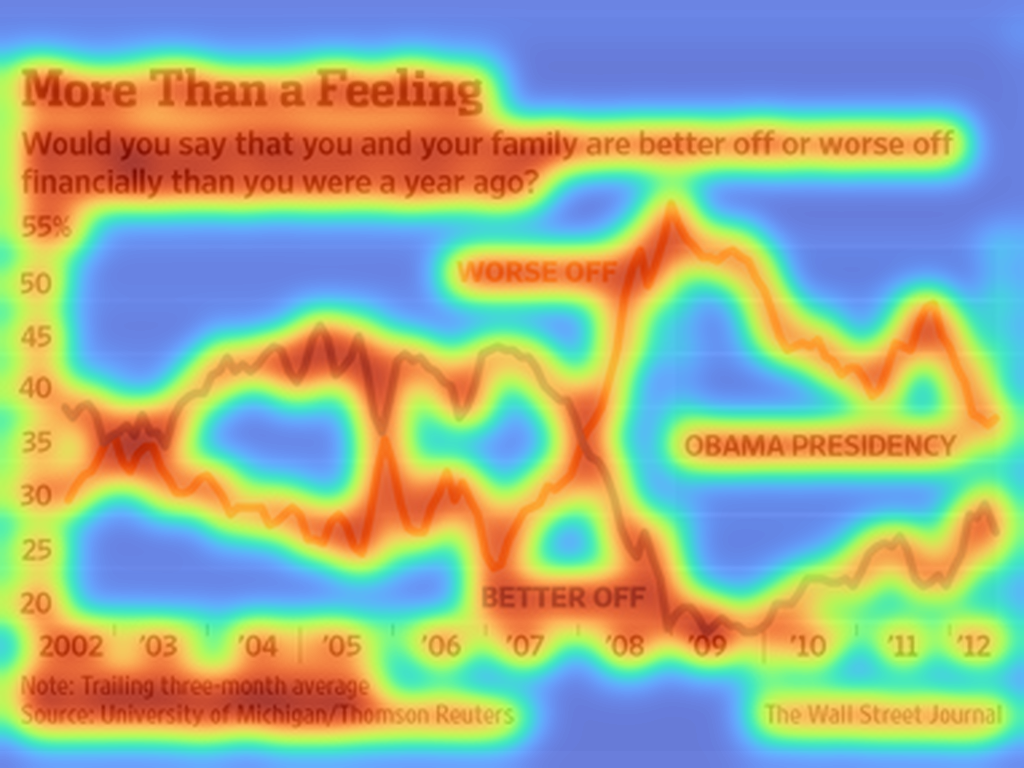 More Than a Feeling
Would you say that you and your family are better off or worse off
financially than you were a year ago?
55%
50
WORSE OFF
45
40
35
OBAMA PRESIDENCY
30
25
20
BETTER OFF
2002 '03 '04 '05 '06 '07 '08 '09 '10 '11 '12
Note: Trailing three-month average
Source: University of Michigan/Thomson Reuters
The Wall Street Journal